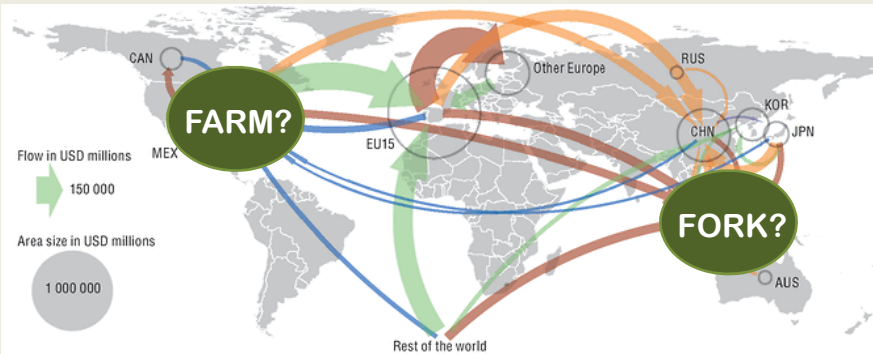 CAN
RUS
Other Europe
KOR
FARM?
CHN
JPN
EU15
MEX
Flow in USD millions
150 000
FORK?
Area size in USD millions
1 000 000
AUS
Rest of the world